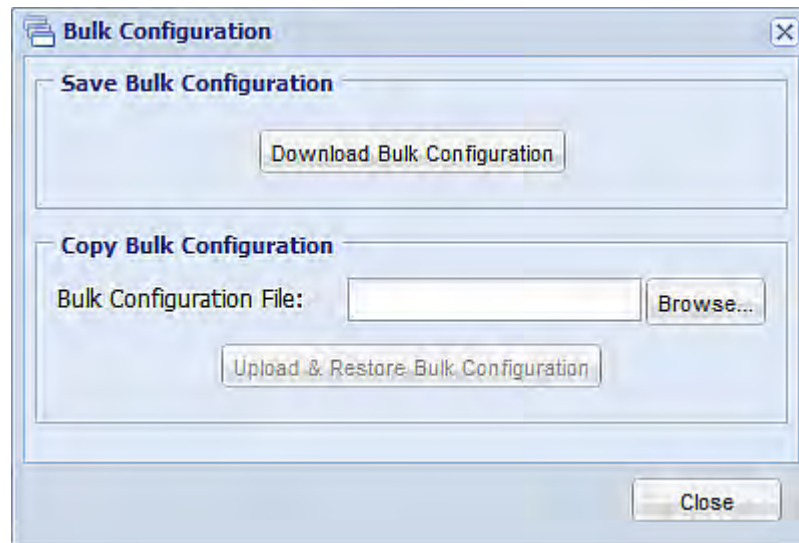 Bulk Configuration
Save Bulk Configuration
Download Bulk Configuration
Copy Bulk Configuration
Bulk Configuration File:
Browse...
Upload & Restore Bulk Configuration
Close